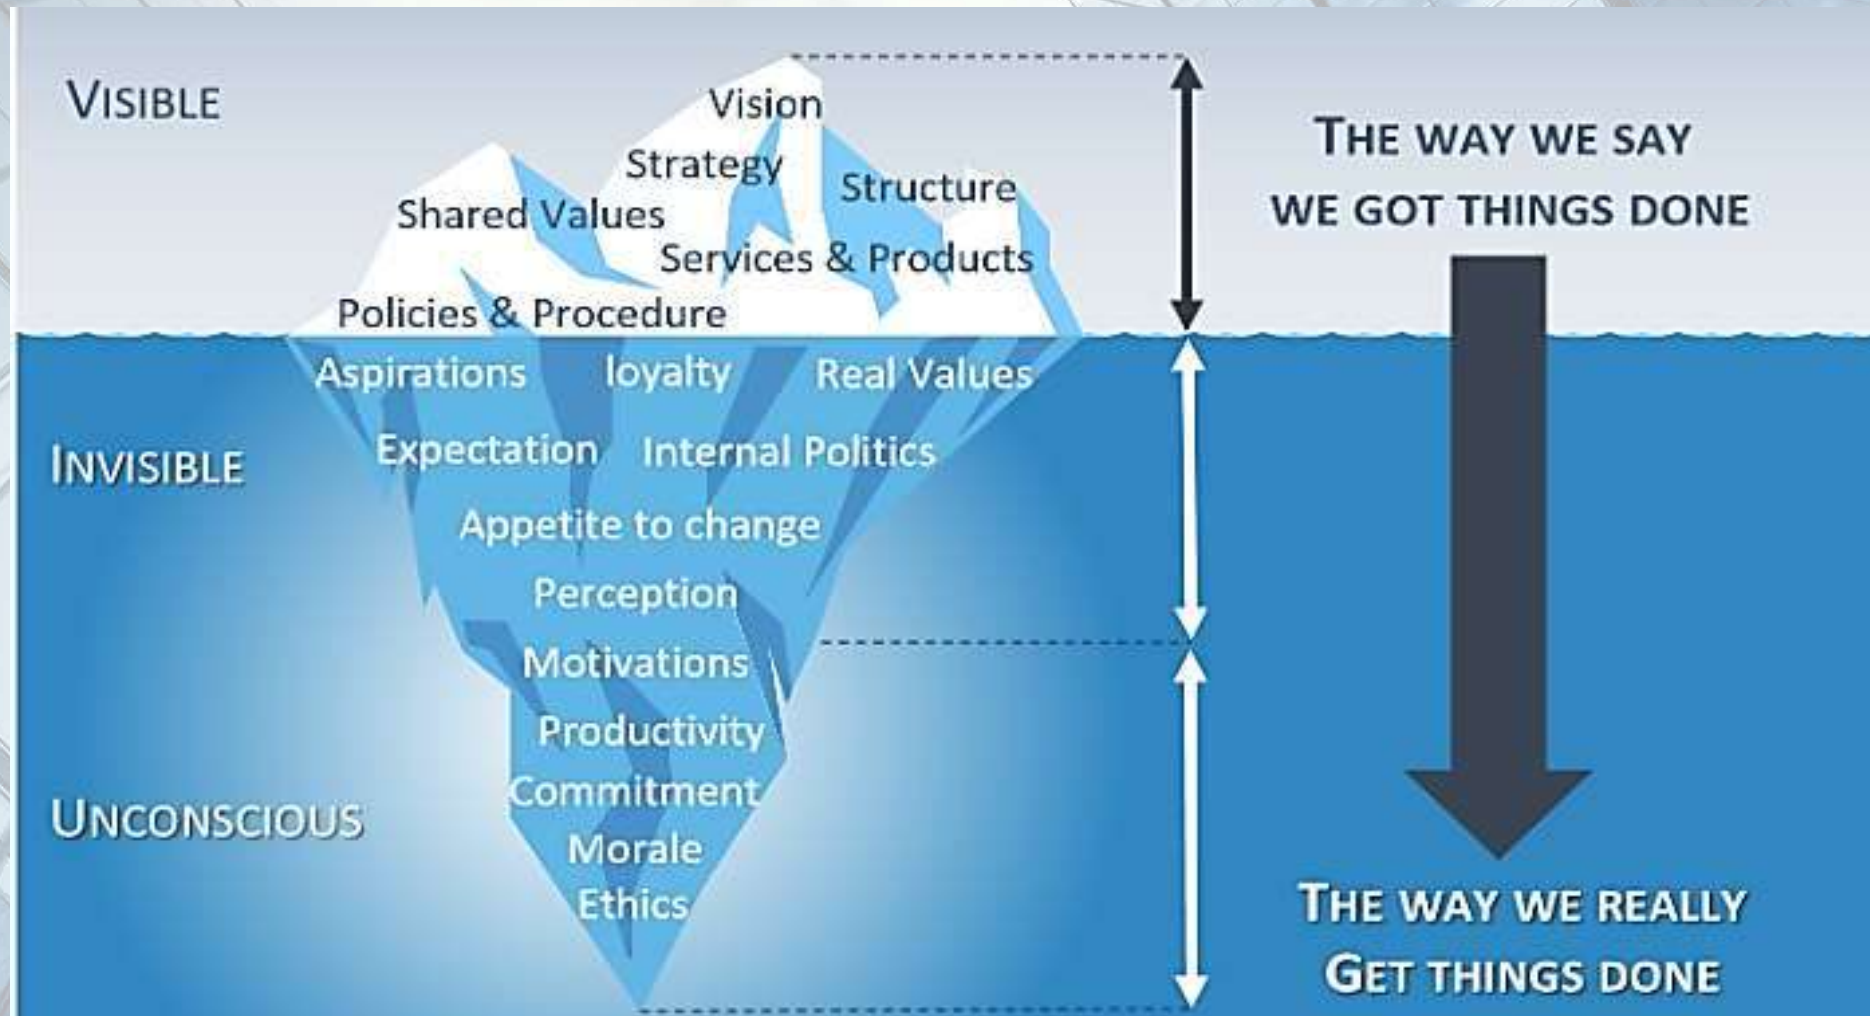 VISIBLE
Vision
Strategy
Structure
Shared Values
Services & Products
Policies & Procedure
THE WAY WE SAY
WE GOT THINGS DONE
INVISIBLE
Aspirations loyalty Real Values
Expectation Internal Politics
Appetite to change
Perception
UNCONSCIOUS
Motivations
Productivity
Commitment
Morale
Ethics
THE WAY WE REALLY
GET THINGS DONE